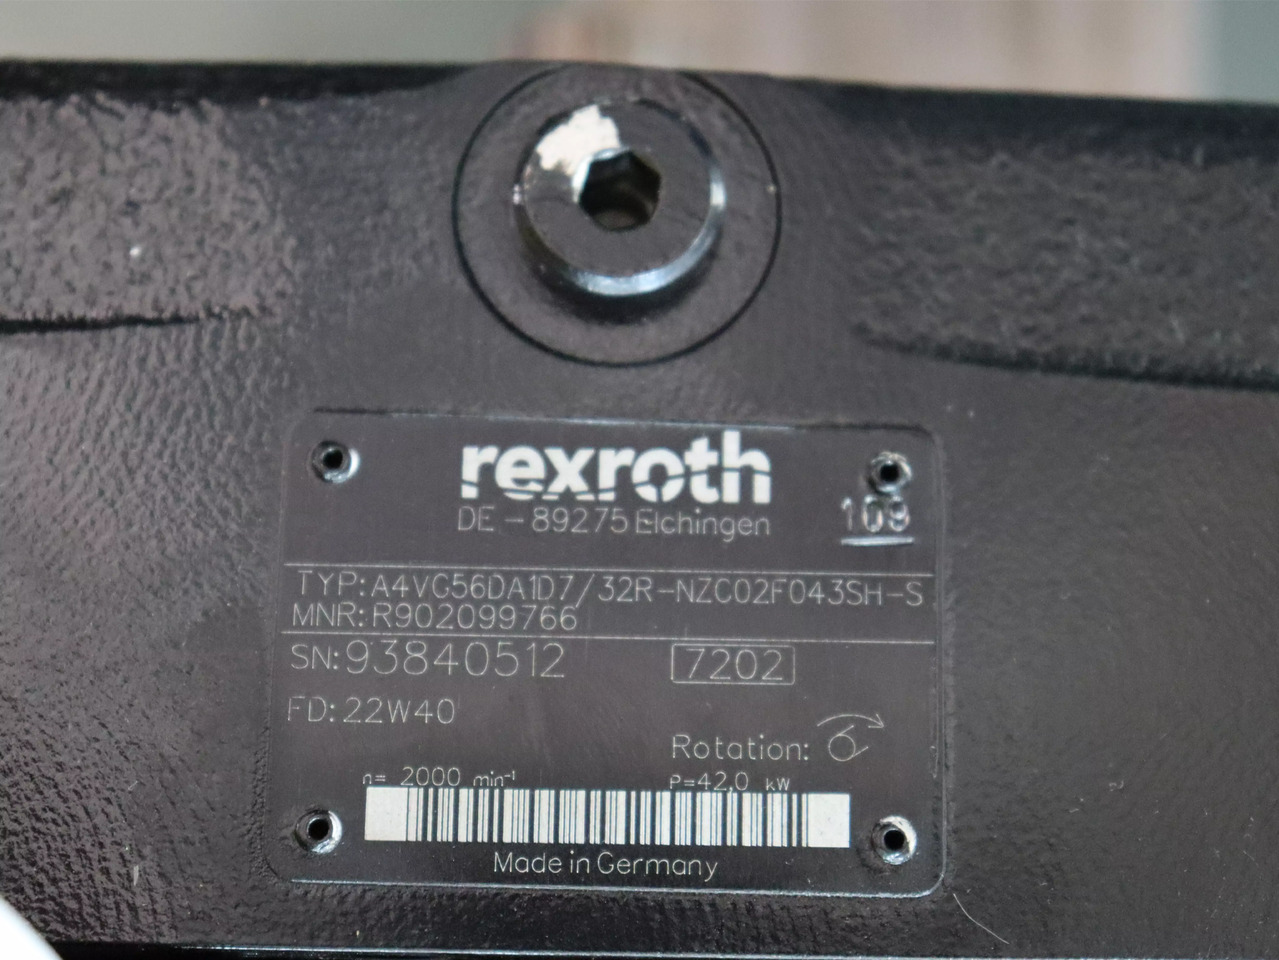 rexroth
DE - 89275 Elchingen
109
TYP: A4VG56DA1D7/32R-NZC02F043SH-S
MNR: R902099766
SN: 93840512 7202
FD: 22W40
Rotation:
n= 2000 min-1 P=42,0 kW
Made in Germany